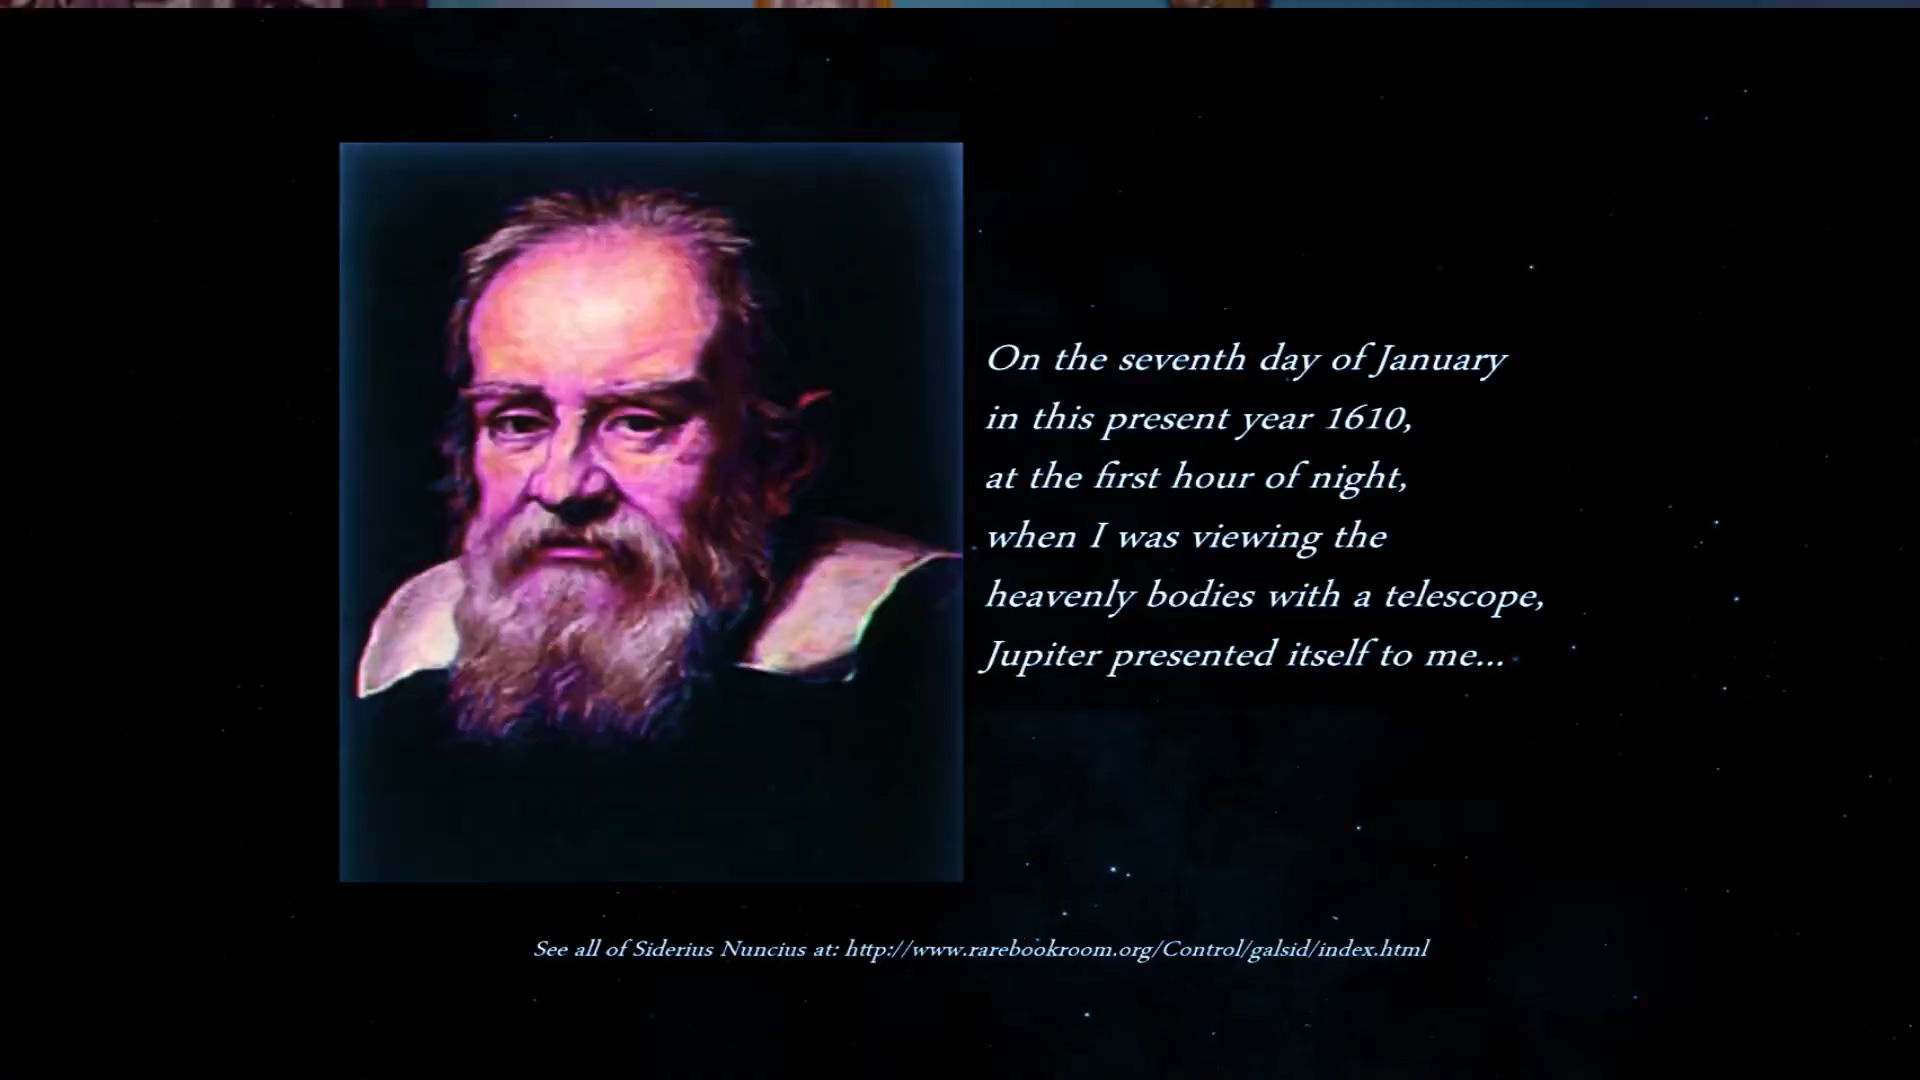 On the seventh day of January
in this present year 1610,
at the first hour of night,
when I was viewing the
heavenly bodies with a telescope,
Jupiter presented itself to me...
See all of Siderius Nuncius at: http://www.rarebookroom.org/Control/galsid/index.html